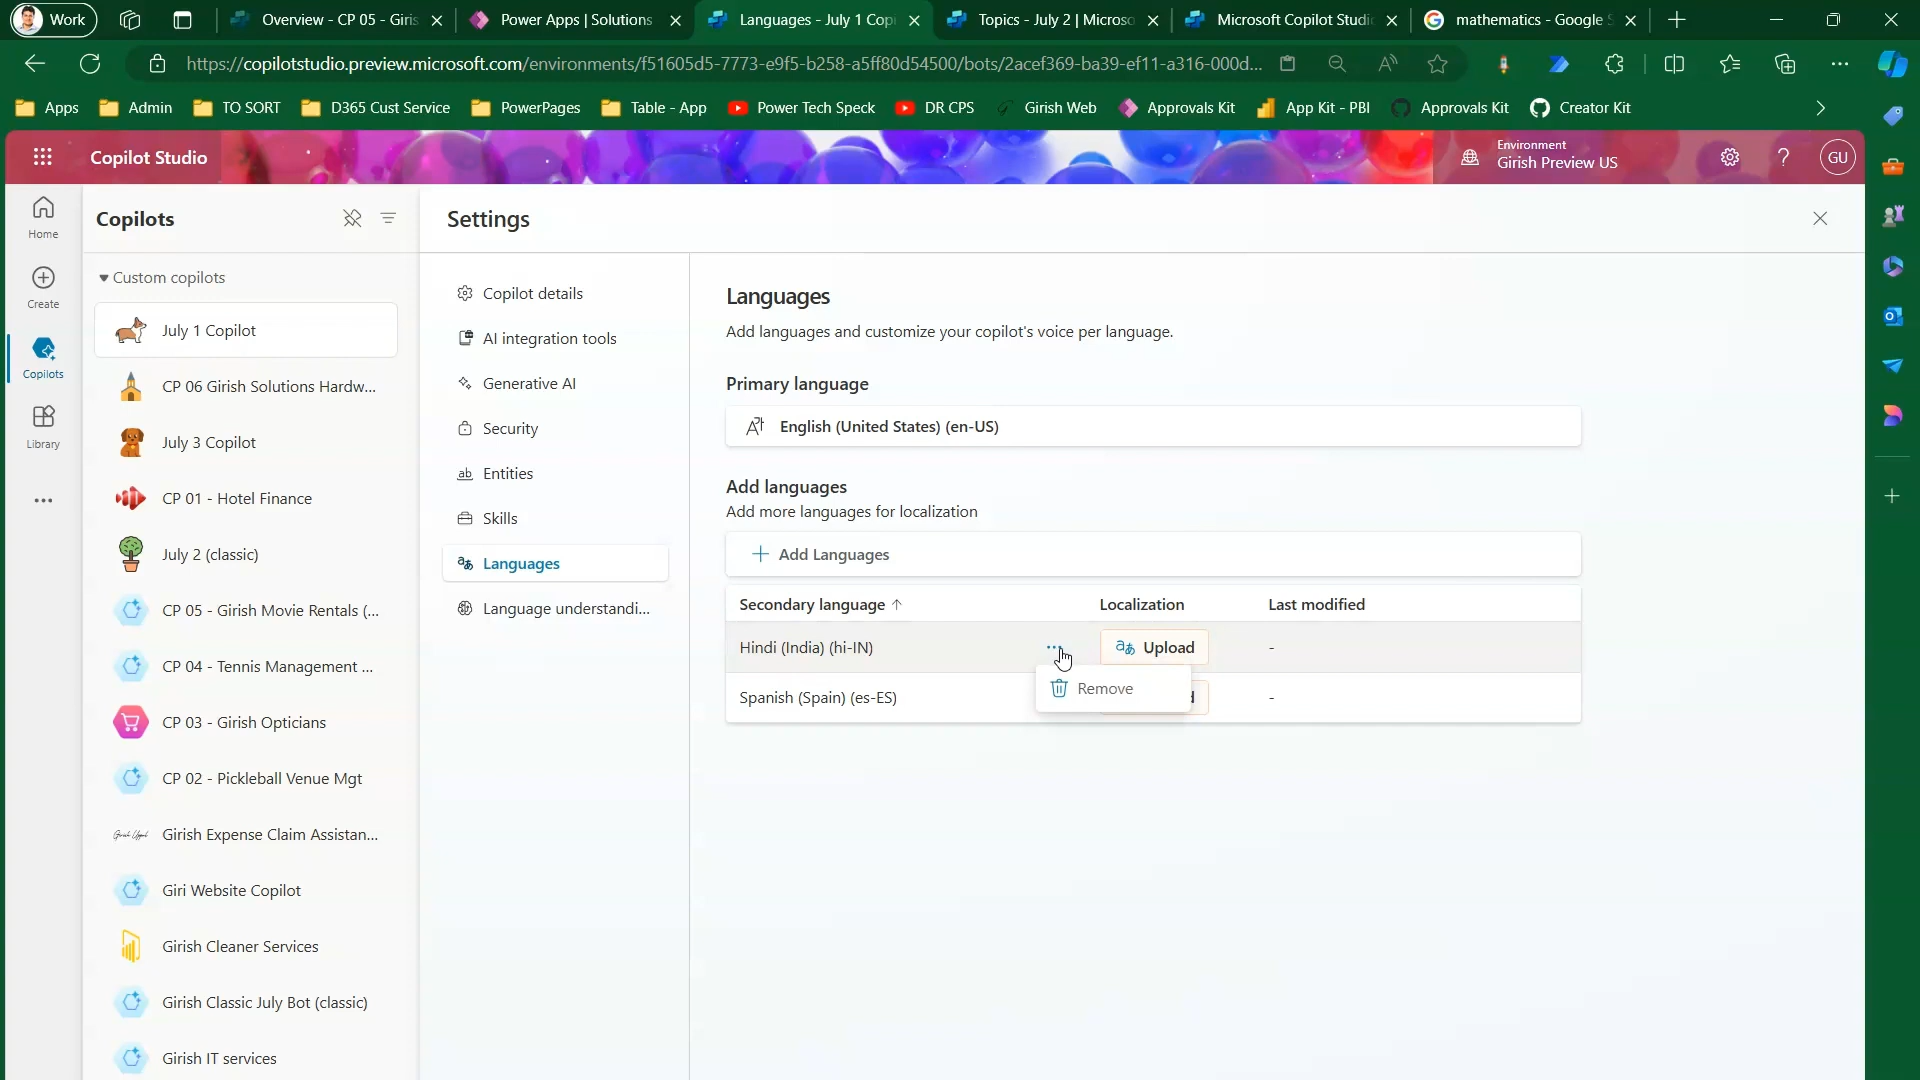 Work
Overview - CP 05 - Giris
Power Apps | Solutions
Languages - July 1 Copi
Topics - July 2 | Microso
Microsoft Copilot Studi
mathematics - Google S
https://copilotstudio.preview.microsoft.com/environments/f51605d5-7773-e9f5-b258-a5ff80d54500/bots/2acef369-ba39-ef11-a316-000d...
Apps
Admin
TO SORT
D365 Cust Service
PowerPages
Table - App
Power Tech Speck
DR CPS
Girish Web
Approvals Kit
App Kit - PBI
Approvals Kit
Creator Kit
Copilot Studio
Environment
Girish Preview US
GU
Home
Create
Copilots
Library
Copilots
Custom copilots
July 1 Copilot
CP 06 Girish Solutions Hardw...
July 3 Copilot
CP 01 - Hotel Finance
July 2 (classic)
CP 05 - Girish Movie Rentals (...
CP 04 - Tennis Management ...
CP 03 - Girish Opticians
CP 02 - Pickleball Venue Mgt
Girish Expense Claim Assistan...
Giri Website Copilot
Girish Cleaner Services
Girish Classic July Bot (classic)
Girish IT services
Settings
Copilot details
AI integration tools
Generative AI
Security
Entities
Skills
Languages
Language understandi...
Languages
Add languages and customize your copilot's voice per language.
Primary language
English (United States) (en-US)
Add languages
Add more languages for localization
Add Languages
Secondary language ↑ Localization Last modified
Hindi (India) (hi-IN) ... Upload -
Remove
Spanish (Spain) (es-ES) -